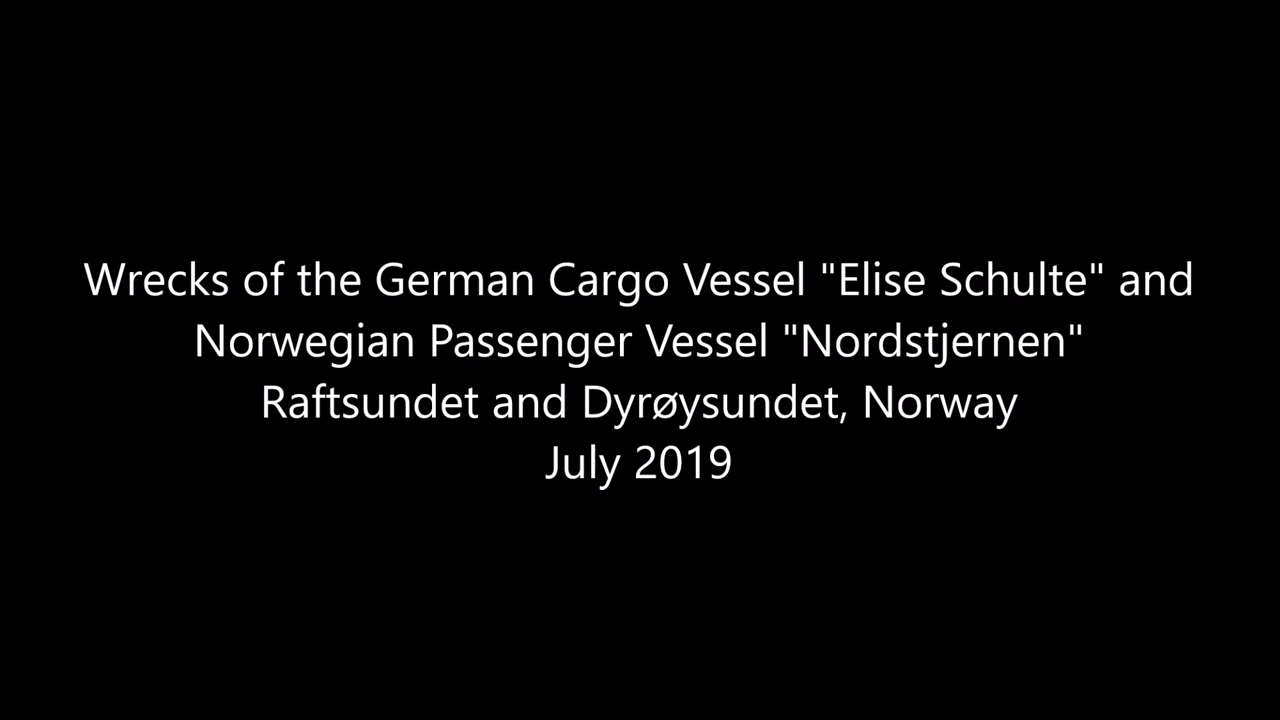 Wrecks of the German Cargo Vessel "Elise Schulte" and
Norwegian Passenger Vessel "Nordstjernen"
Raftsundet and Dyrøysundet, Norway
July 2019